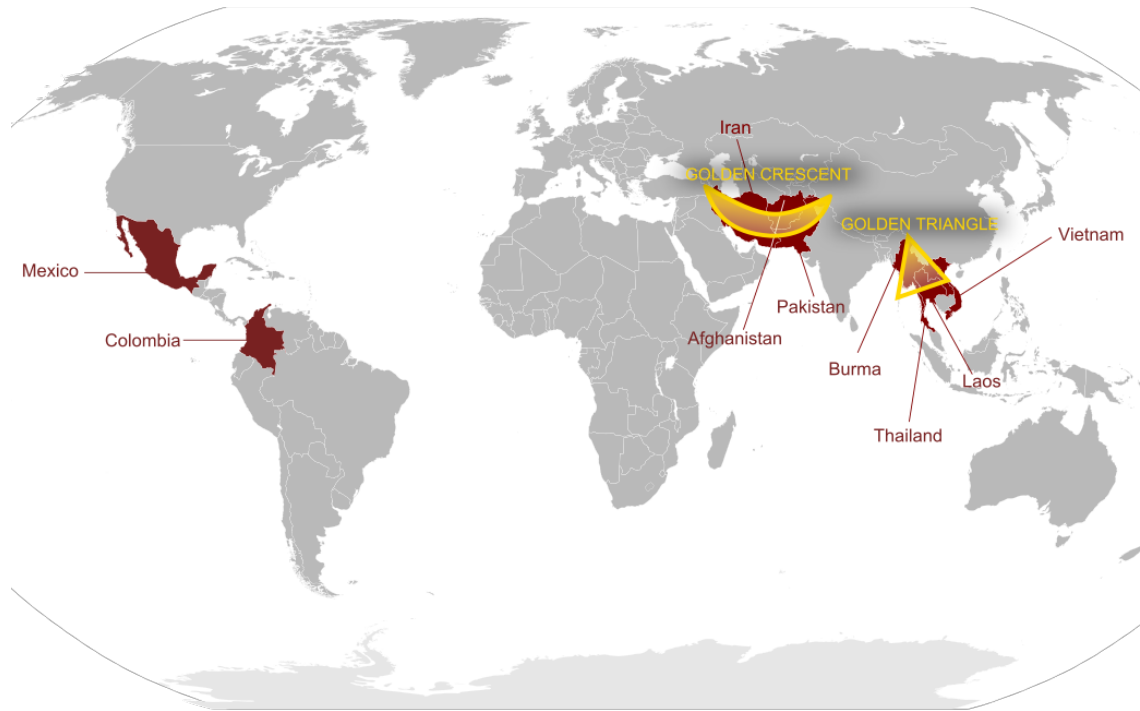 Iran
GOLDEN CRESCENT
GOLDEN TRIANGLE
Vietnam
Mexico
Pakistan
Colombia
Afghanistan
Burma
Laos
Thailand